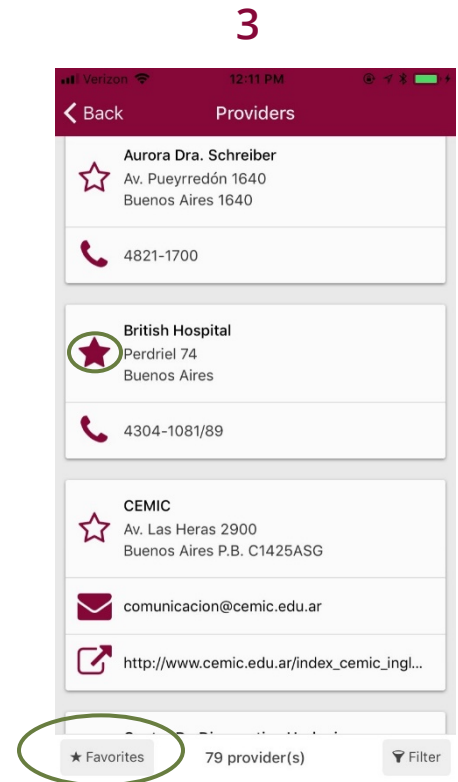 3
Verizon 12:11 PM
Back Providers
Aurora Dra. Schreiber
Av. Pueyrredón 1640
Buenos Aires 1640
4821-1700
British Hospital
Perdriel 74
Buenos Aires
4304-1081/89
CEMIC
Av. Las Heras 2900
Buenos Aires P.B. C1425ASG
comunicacion@cemic.edu.ar
http://www.cemic.edu.ar/index_cemic_ingl...
★ Favorites 79 provider(s) Filter